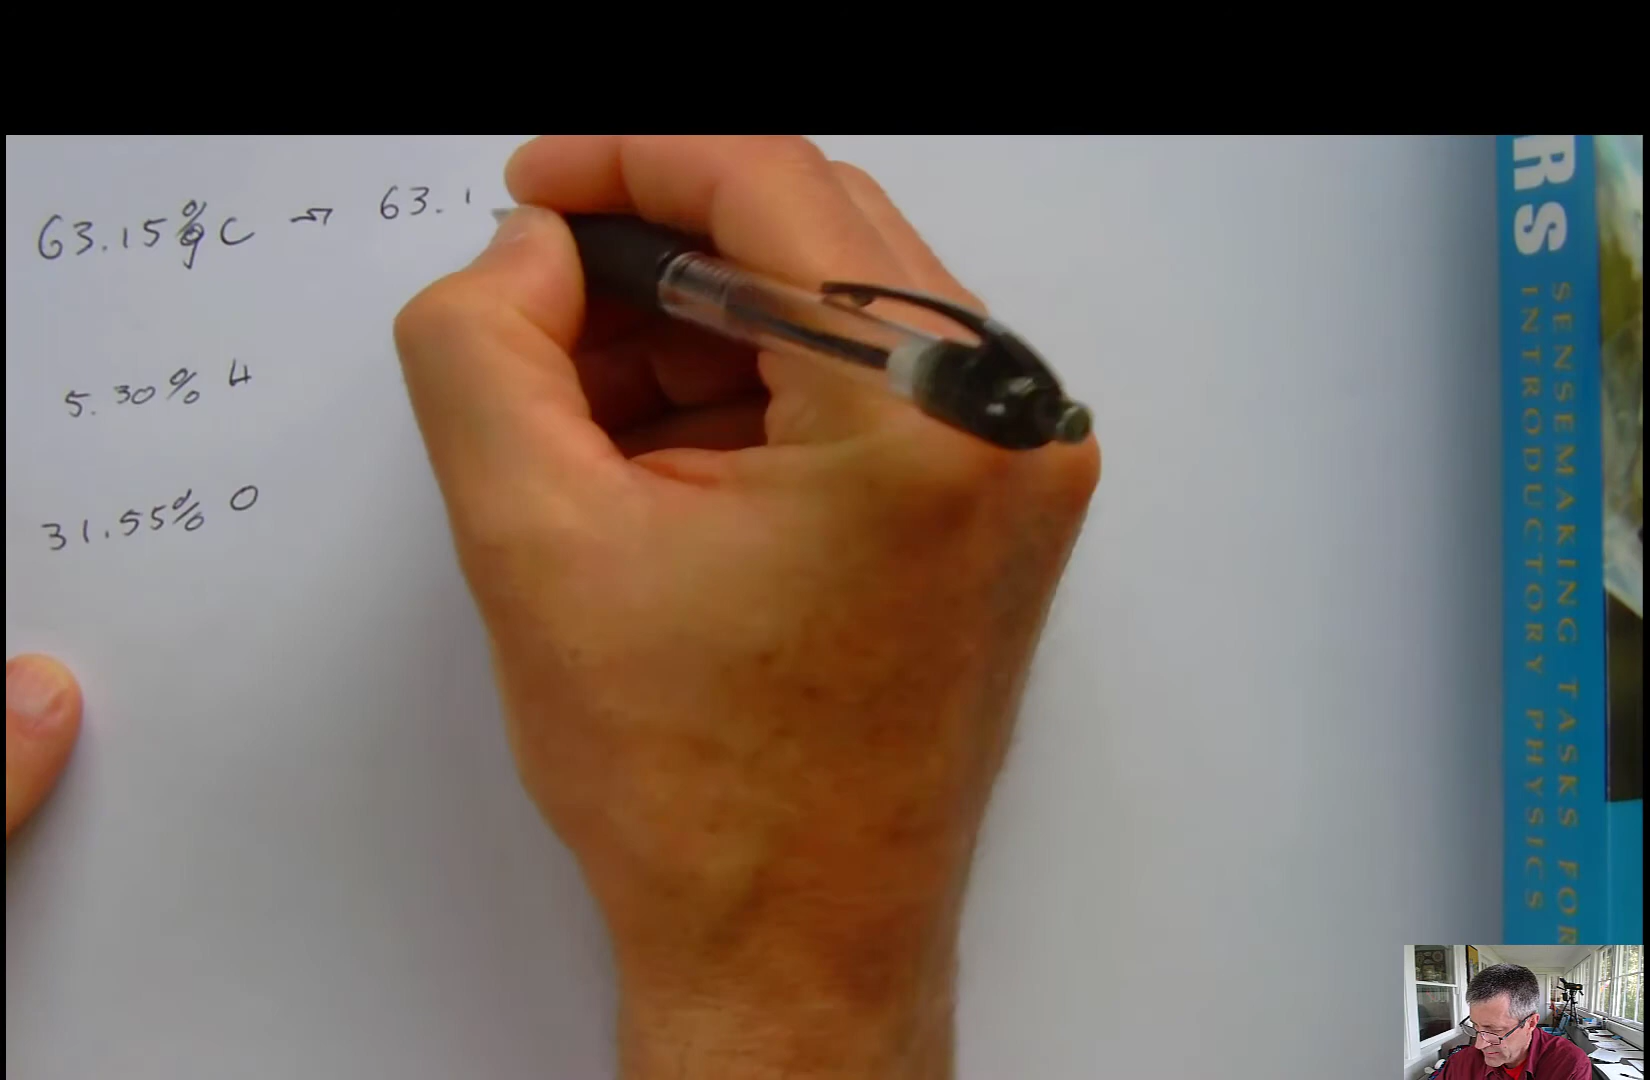 63.15% C → 63.1
5.30% H
31.55% O
RS
SENSEMAKING TASKS FOR
INTRODUCTORY PHYSICS